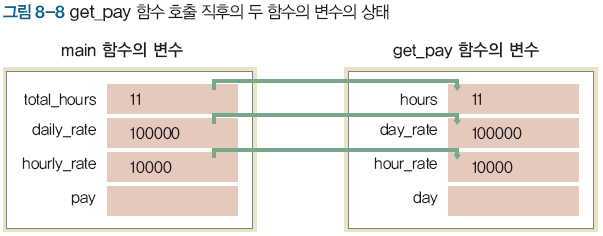 그림 8-8 get_pay 함수 호출 직후의 두 함수의 변수의 상태
main 함수의 변수
total_hours 11
daily_rate 100000
hourly_rate 10000
pay
get_pay 함수의 변수
hours 11
day_rate 100000
hour_rate 10000
day